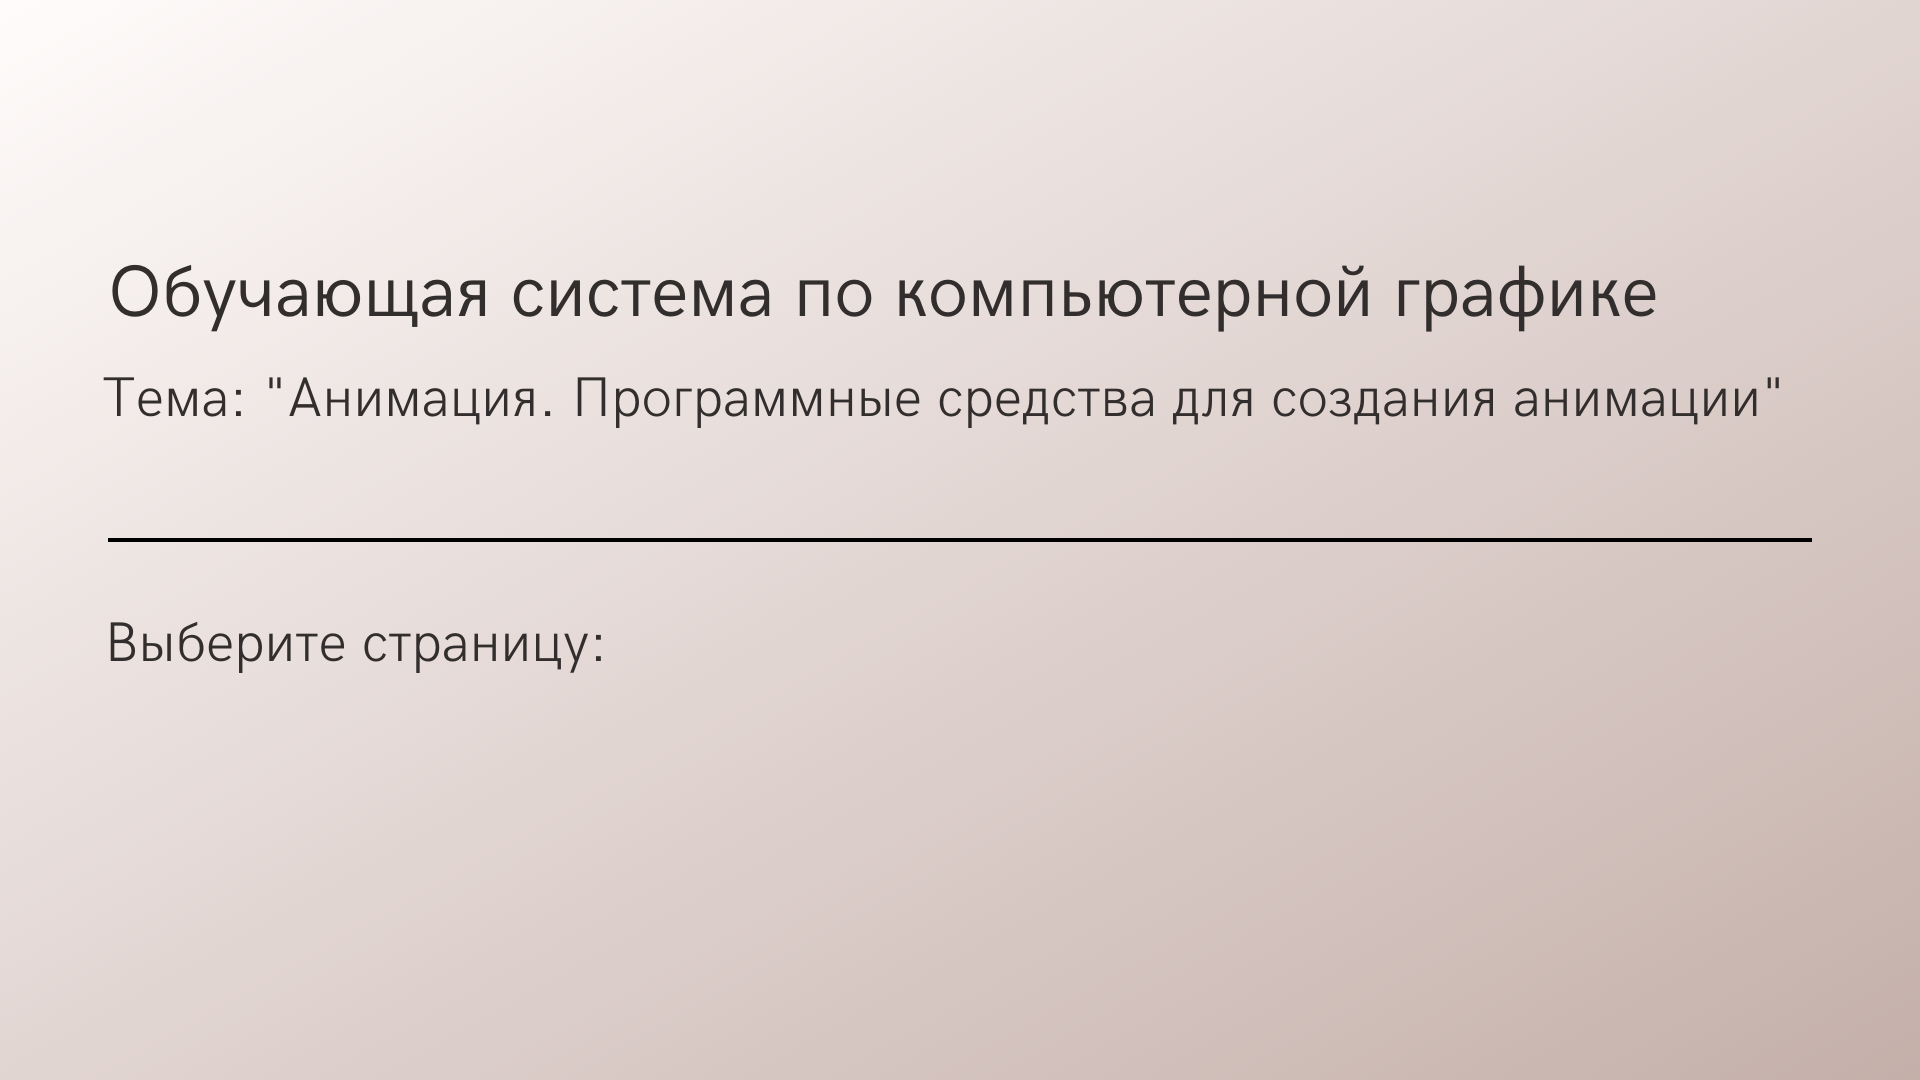 Обучающая система по компьютерной графике
Тема: "Анимация. Программные средства для создания анимации"
Выберите страницу: